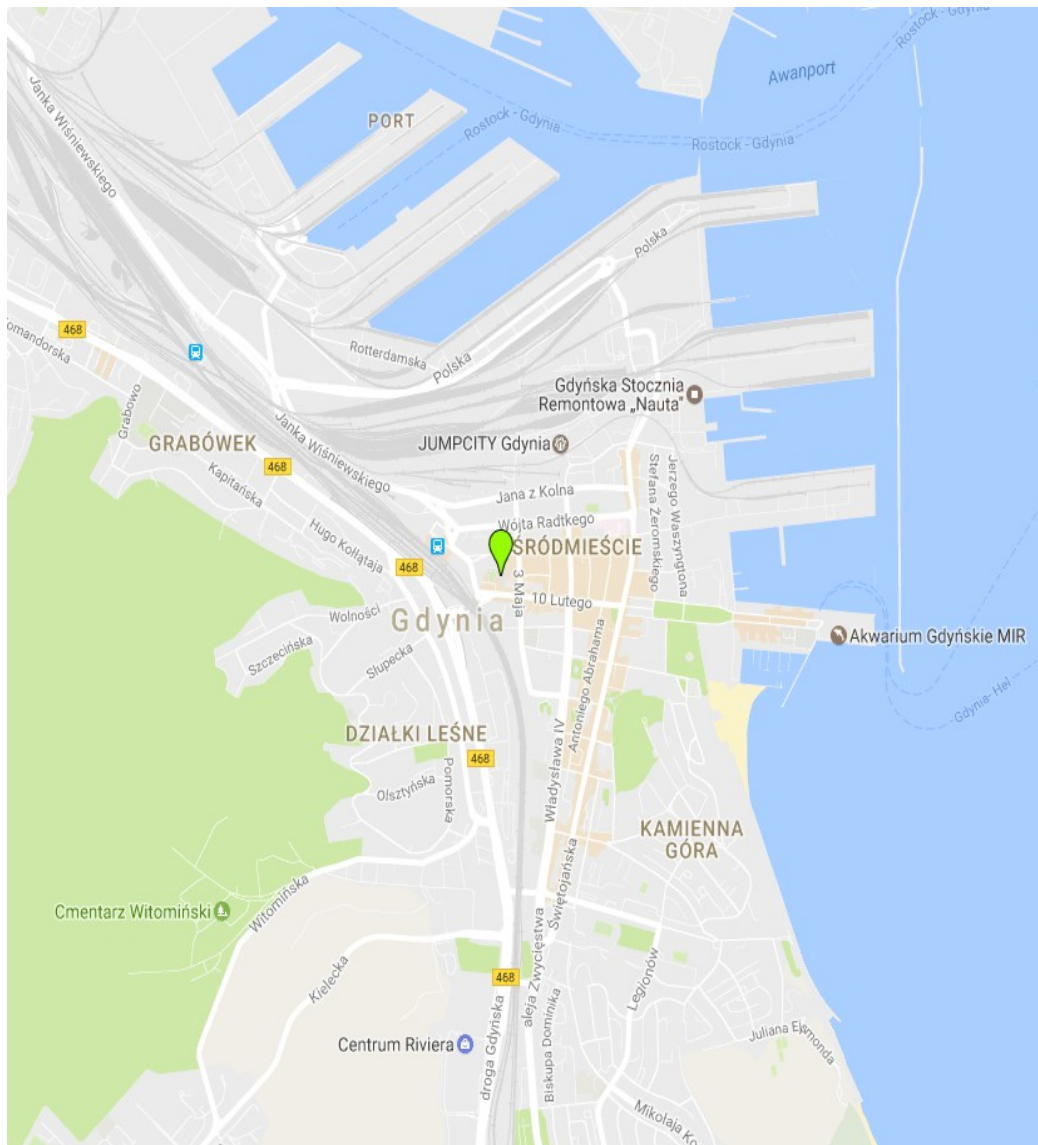 Rostock - Gdynia
Awanport
Janka Wiśniewskiego
PORT
Rostock - Gdynia
Rostock - Gdynia
Polska
468
Komandorska
Rotterdamska
Polska
Gdyńska Stocznia
Remontowa „Nauta"
Grabowo
GRABÓWEK
Janka Wiśniewskiego
JUMPCITY Gdynia
468
Kapitańska
Jana z Kolna
Stefana Żeromskiego
Jerzego Waszyngtona
Hugo Kołłątaja
Wójta Radtkego
ŚRÓDMIEŚCIE
468
3 Maja
10 Lutego
Wolności
Gdynia
Akwarium Gdyńskie MIR
Szczecińska
Słupecka
Antoniego Abrahama
Gdynia- Hel
DZIAŁKI LEŚNE
468
Władysława IV
Pomorska
Olsztyńska
KAMIENNA
GÓRA
Świętojańska
Cmentarz Witomiński
Witomińska
Kielecka
468
aleja Zwycięstwa
Legionów
droga Gdyńska
Biskupa Dominika
Centrum Riviera
Juliana Ejsmonda
Mikołaja Ko